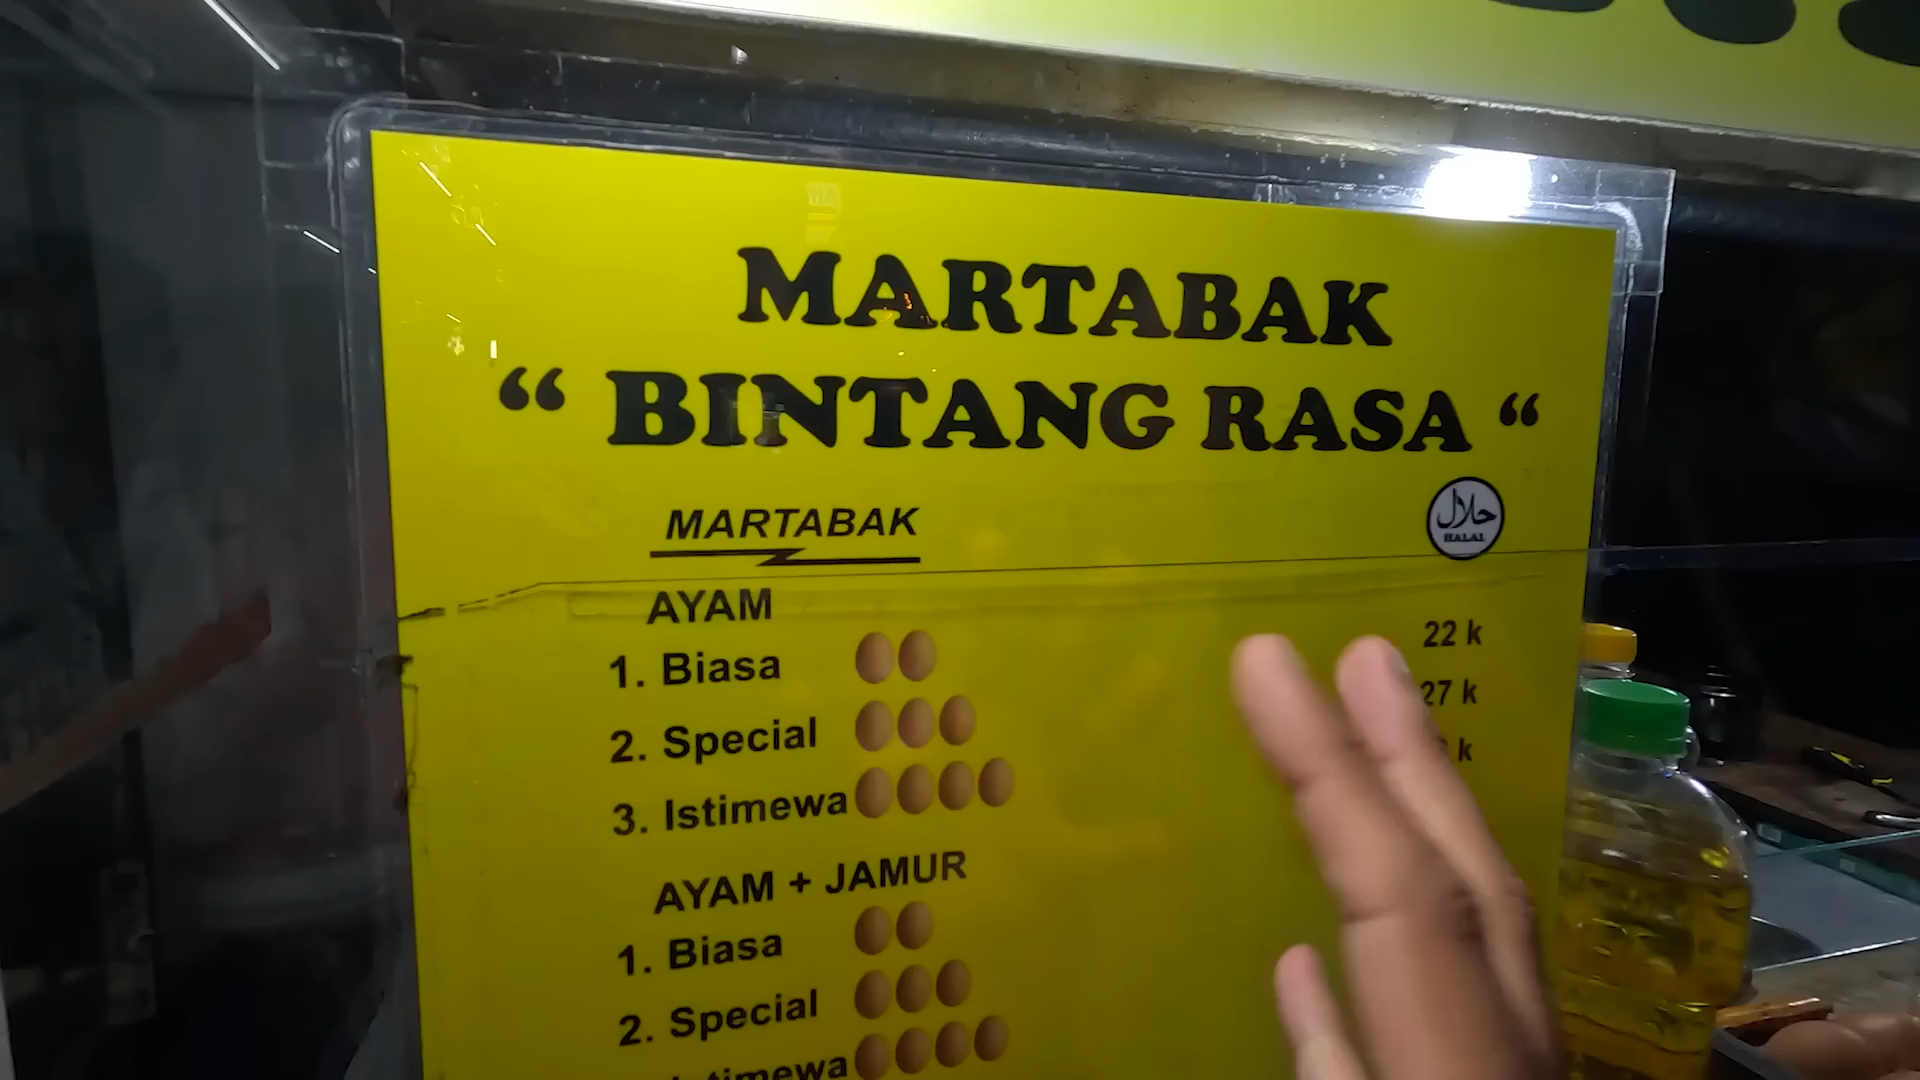 MARTABAK
“ BINTANG RASA “
MARTABAK
حلال
HALAL
AYAM
1. Biasa 22 k
2. Special 27 k
3. Istimewa k
AYAM + JAMUR
1. Biasa
2. Special
Istimewa